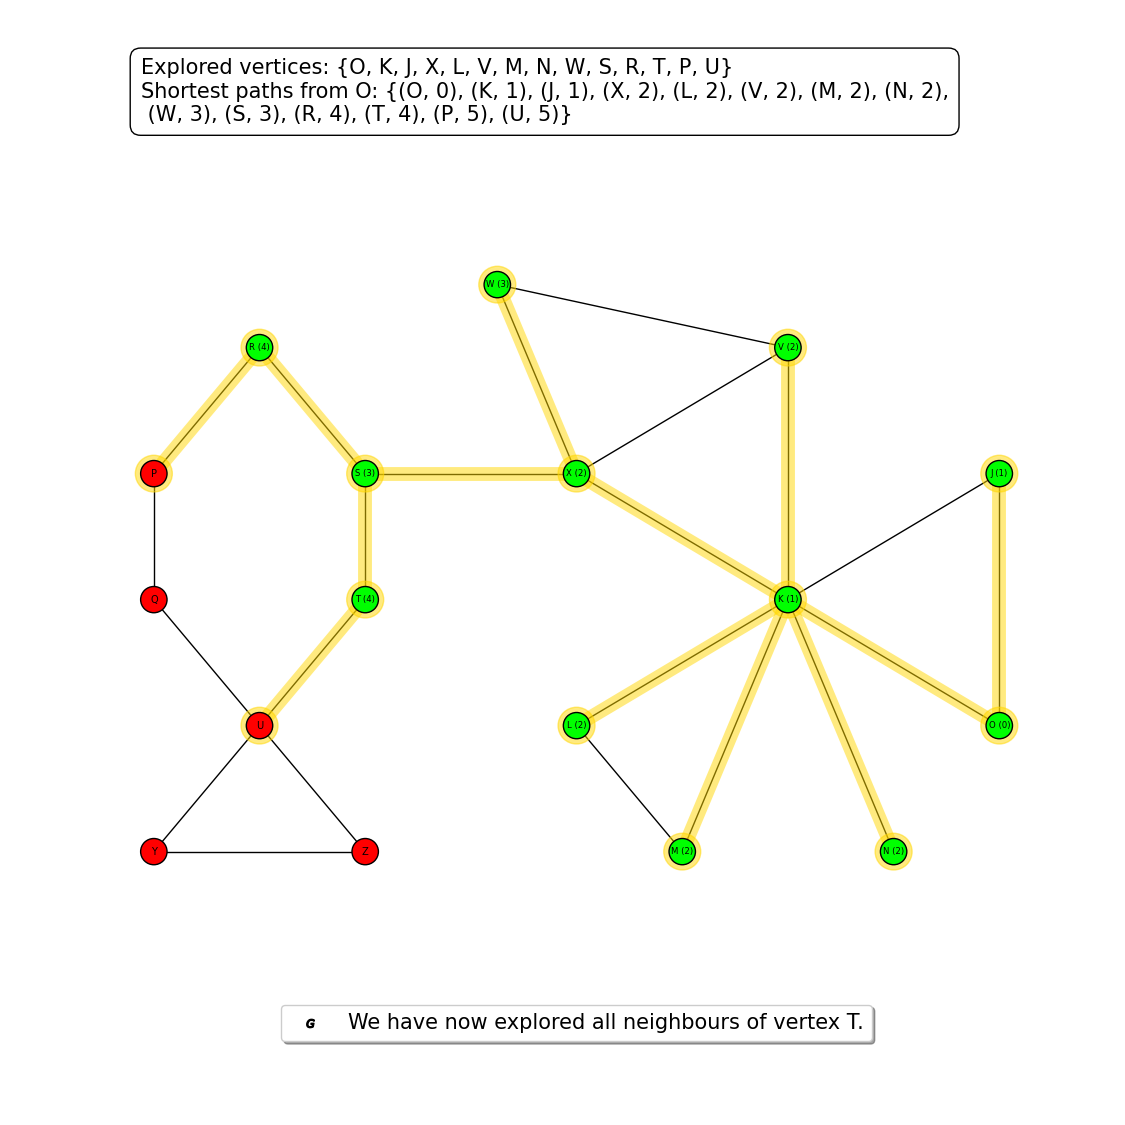 Explored vertices: {O, K, J, X, L, V, M, N, W, S, R, T, P, U}
Shortest paths from O: {(O, 0), (K, 1), (J, 1), (X, 2), (L, 2), (V, 2), (M, 2), (N, 2),
(W, 3), (S, 3), (R, 4), (T, 4), (P, 5), (U, 5)}
W (3)
R (4)
V (2)
P
S (3)
X (2)
J (1)
Q
T (4)
K (1)
U
L (2)
O (0)
Y
Z
M (2)
N (2)
G We have now explored all neighbours of vertex T.